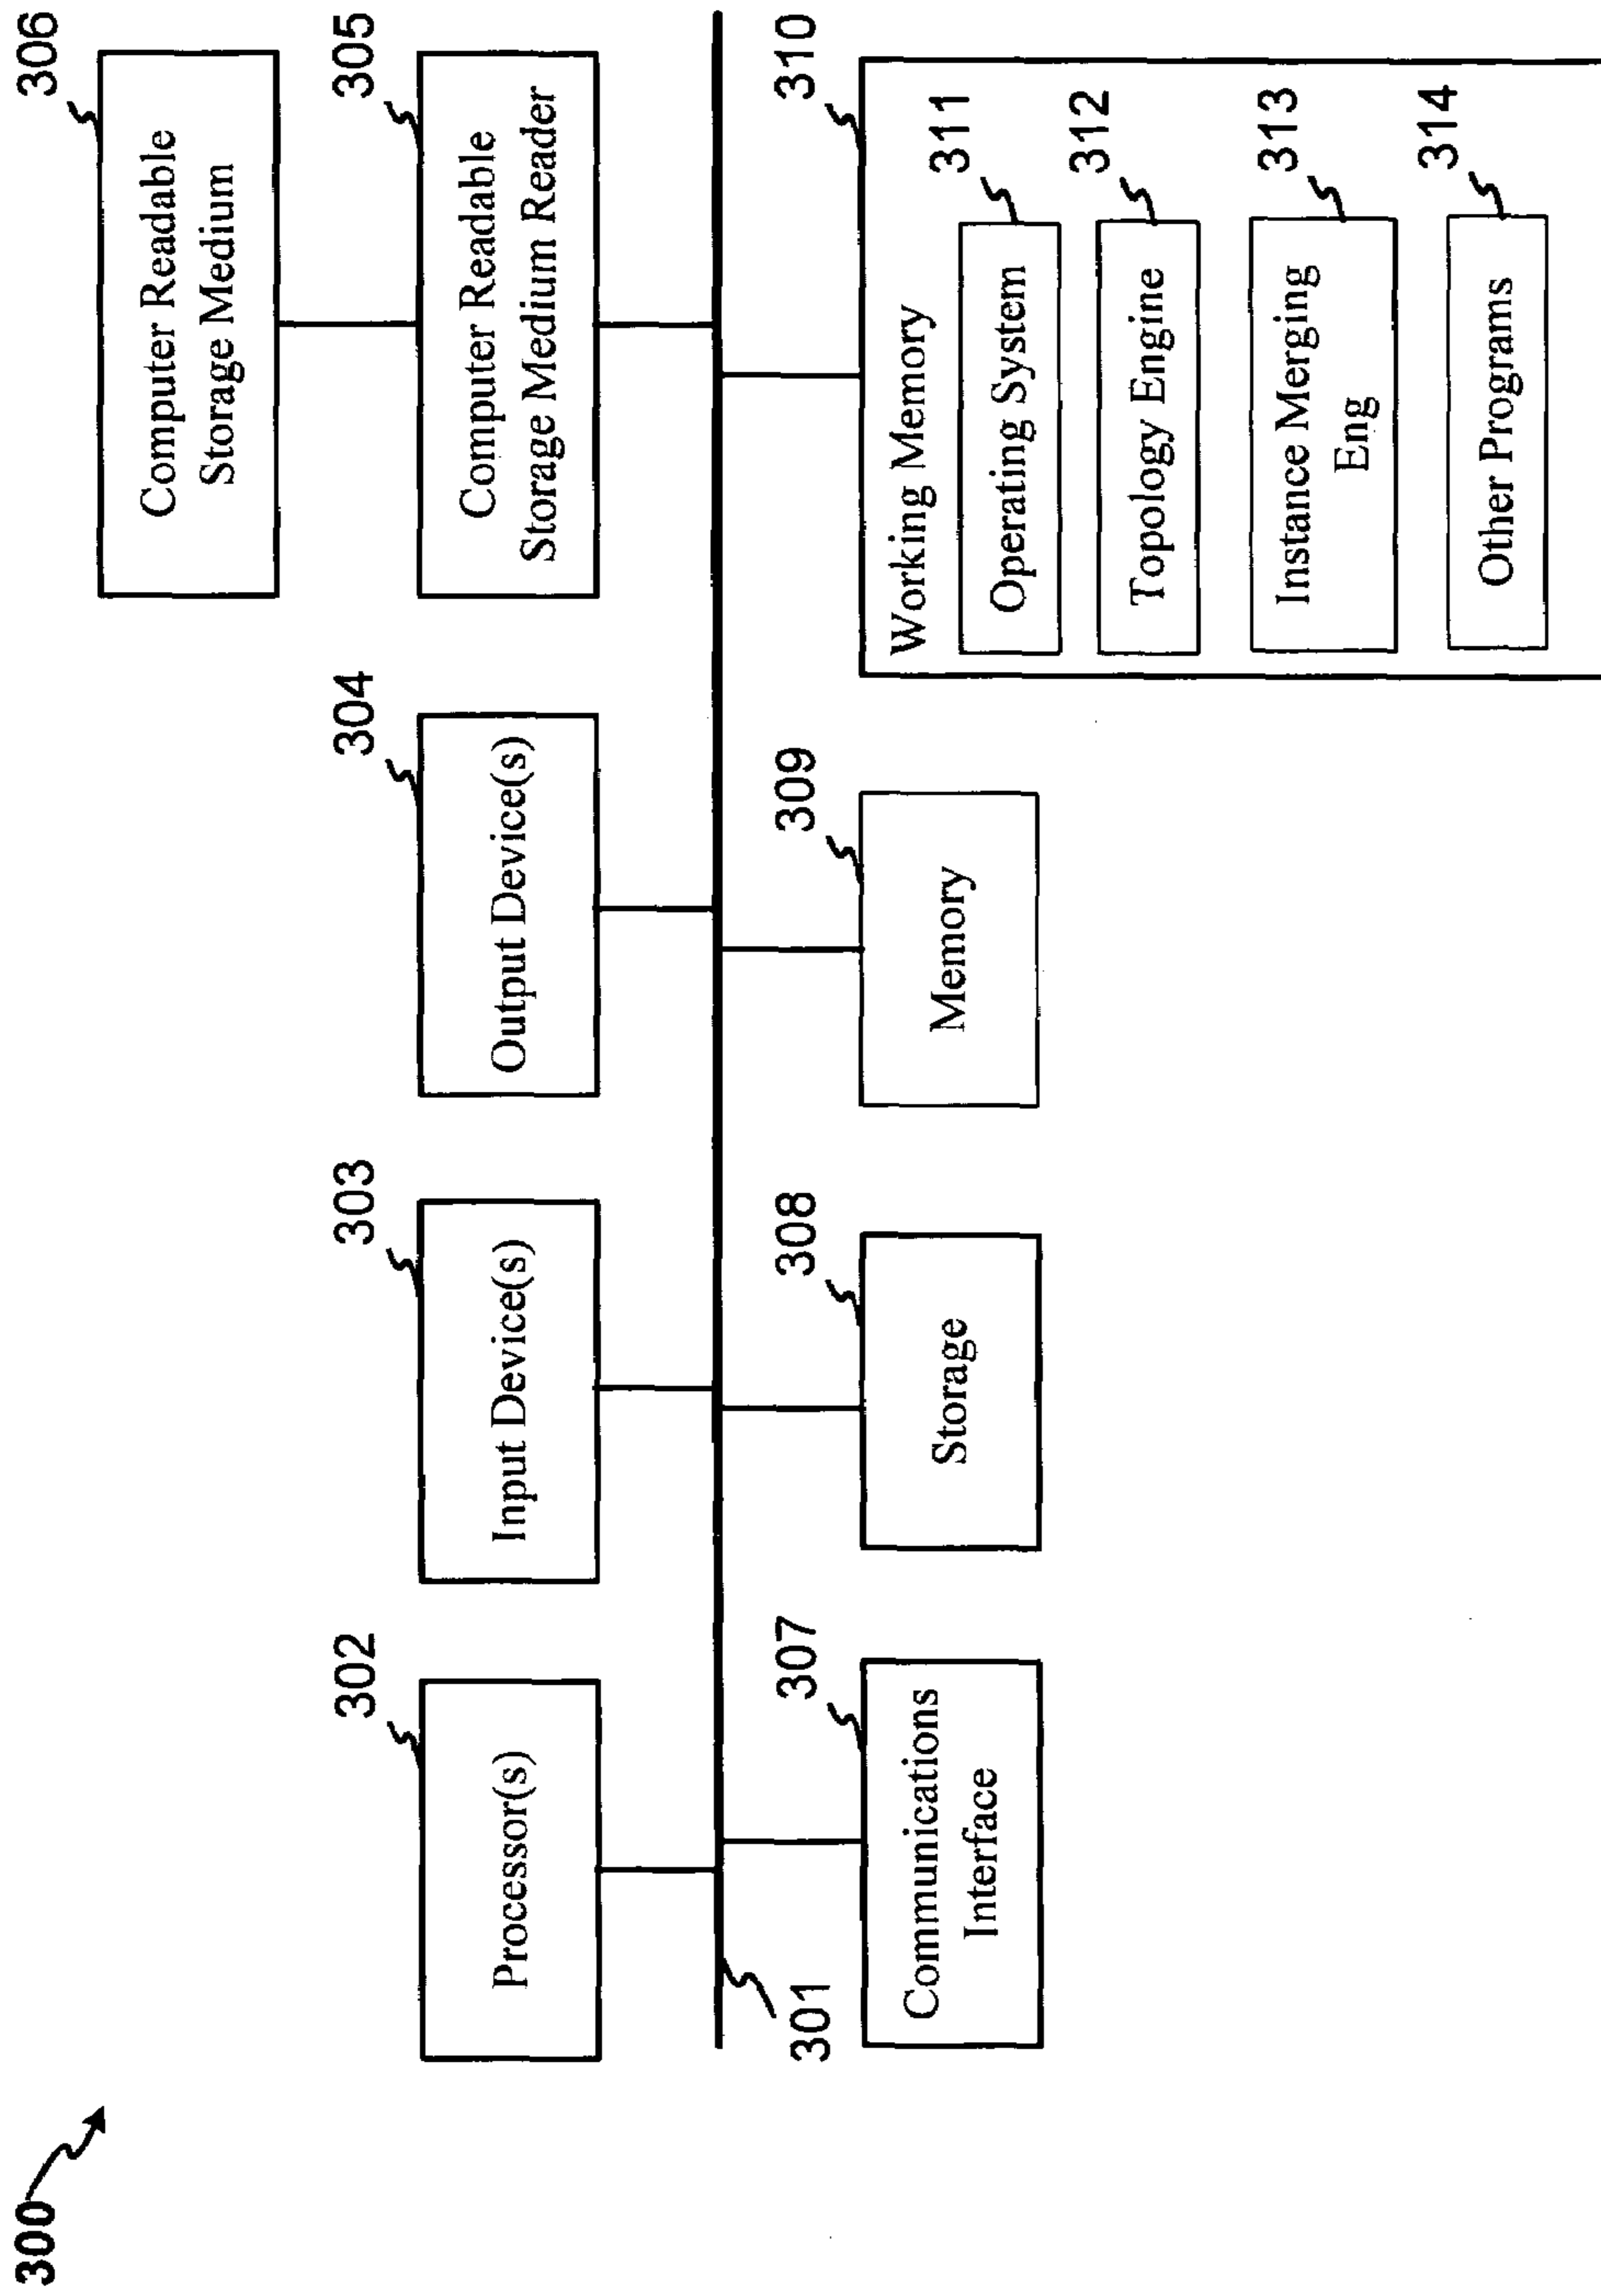 300
306
Computer Readable
Storage Medium
302
Processor(s)
303
Input Device(s)
304
Output Device(s)
305
Computer Readable
Storage Medium Reader
301
307
Communications
Interface
308
Storage
309
Memory
310
Working Memory
311
Operating System
312
Topology Engine
313
Instance Merging
Eng
314
Other Programs